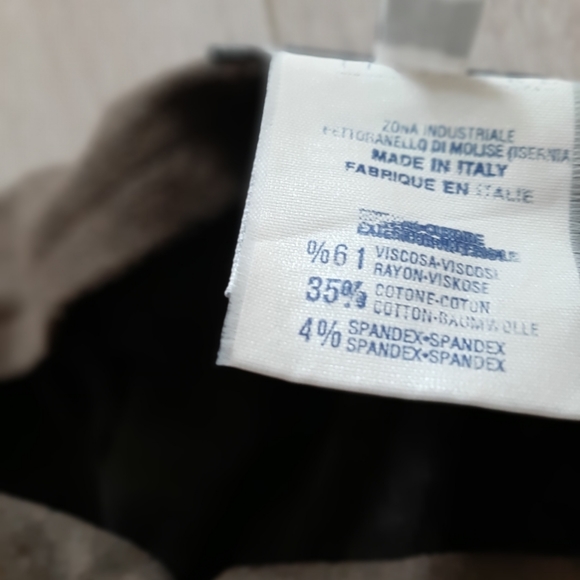 ZONA INDUSTRIALE
PETTORANELLO DI MOLISE (ISERNIA
MADE IN ITALY
FABRIQUE EN ITALIE
%61 VISCOSA-VISCOSE
RAYON-VISKOSE
35% COTONE-COTON
COTTON-BAUMWOLLE
4% SPANDEX•SPANDEX
SPANDEX•SPANDEX